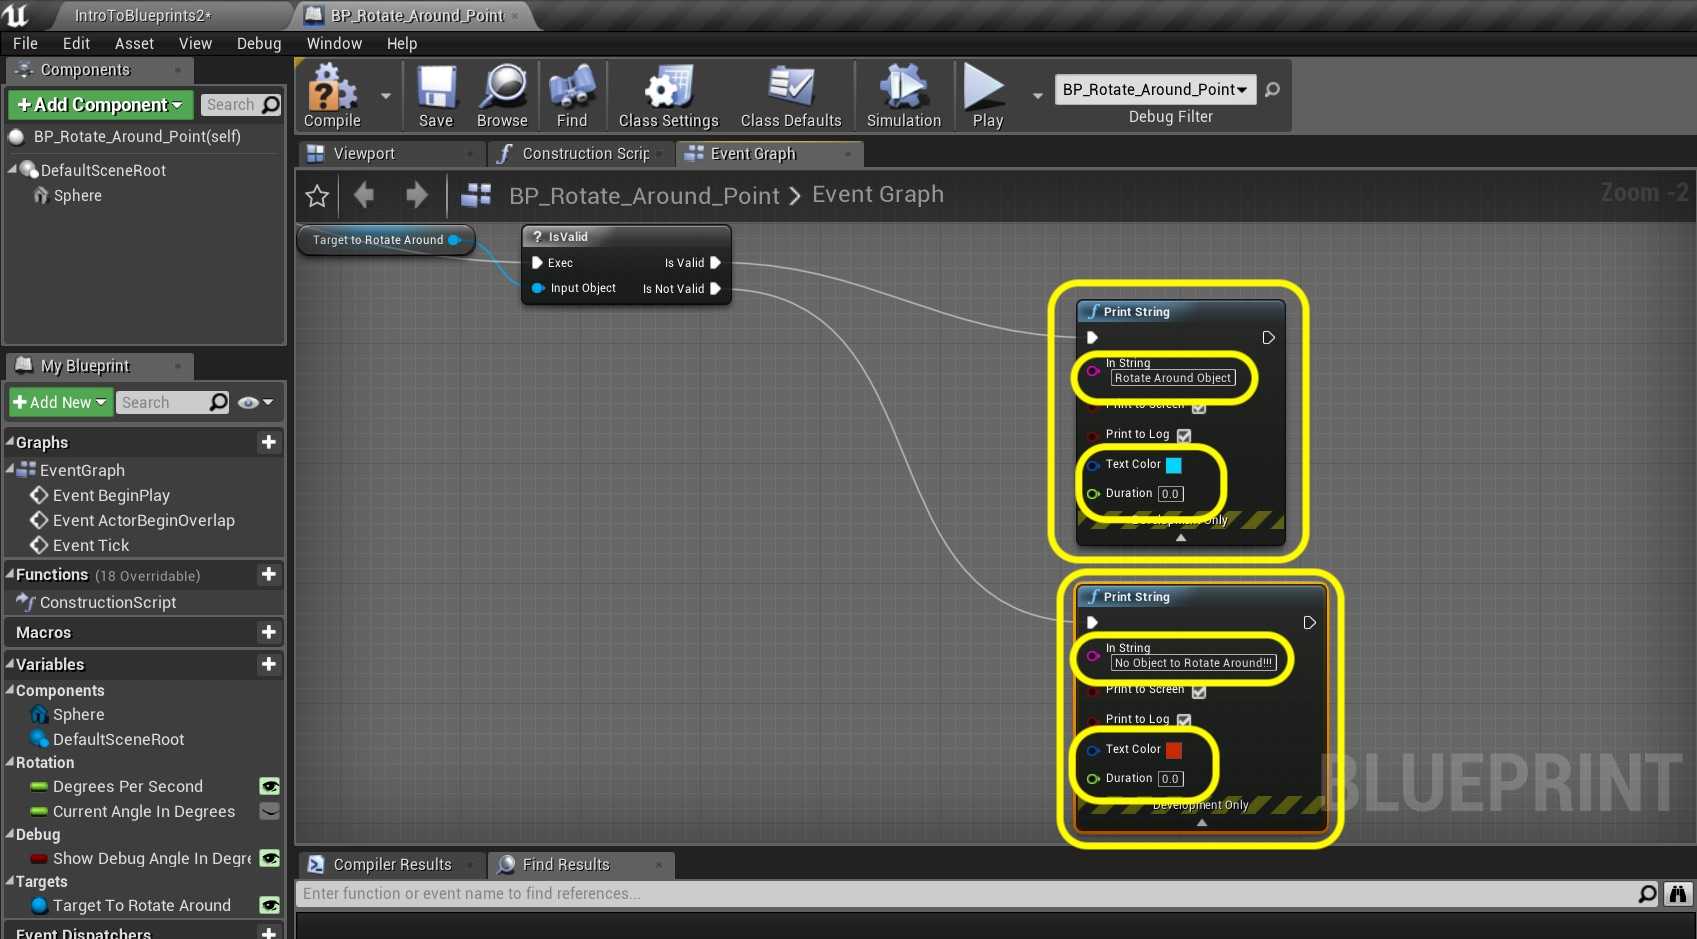 IntroToBlueprints2*
BP_Rotate_Around_Point
File Edit Asset View Debug Window Help
Components
+Add Component
Search
BP_Rotate_Around_Point(self)
DefaultSceneRoot
Sphere
Compile
Save
Browse
Find
Class Settings
Class Defaults
Simulation
Play
BP_Rotate_Around_Point
Debug Filter
Viewport
Construction Scrip
Event Graph
BP_Rotate_Around_Point > Event Graph
Zoom -2
Target to Rotate Around
? IsValid
Exec
Is Valid
Input Object
Is Not Valid
f Print String
In String
Rotate Around Object
Print to Screen
Print to Log
Text Color
Duration 0.0
Development Only
f Print String
In String
No Object to Rotate Around!!!
Print to Screen
Print to Log
Text Color
Duration 0.0
Development Only
BLUEPRINT
My Blueprint
+Add New
Search
Graphs
EventGraph
Event BeginPlay
Event ActorBeginOverlap
Event Tick
Functions (18 Overridable)
ConstructionScript
Macros
Variables
Components
Sphere
DefaultSceneRoot
Rotation
Degrees Per Second
Current Angle In Degrees
Debug
Show Debug Angle In Degre
Targets
Target To Rotate Around
Event Dispatchers
Compiler Results
Find Results
Enter function or event name to find references...